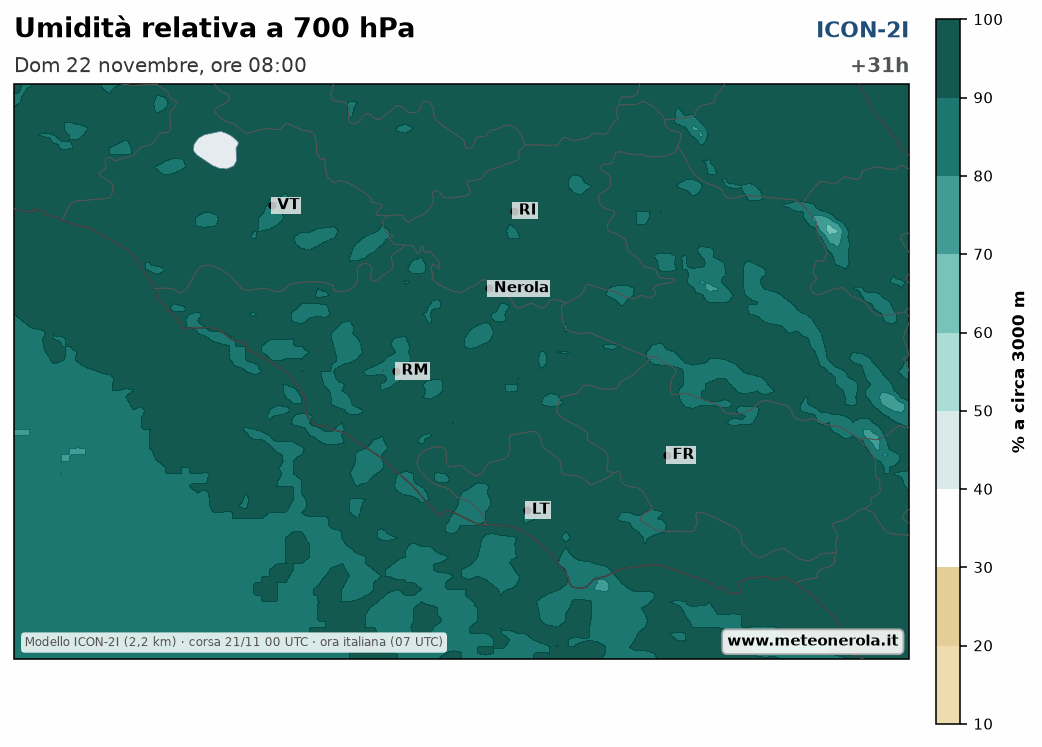 Umidità relativa a 700 hPa
ICON-2I
Dom 22 novembre, ore 08:00
+31h
VT
RI
Nerola
RM
FR
LT
Modello ICON-2I (2,2 km) · corsa 21/11 00 UTC · ora italiana (07 UTC)
www.meteonerola.it
100
90
80
70
60
50
40
30
20
10
% a circa 3000 m